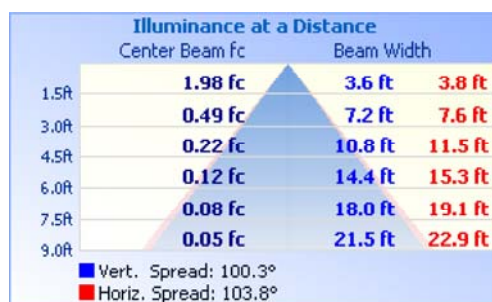 Illuminance at a Distance
Center Beam fc Beam Width
1.98 fc 3.6 ft 3.8 ft
1.5ft
0.49 fc 7.2 ft 7.6 ft
3.0ft
0.22 fc 10.8 ft 11.5 ft
4.5ft
0.12 fc 14.4 ft 15.3 ft
6.0ft
0.08 fc 18.0 ft 19.1 ft
7.5ft
0.05 fc 21.5 ft 22.9 ft
9.0ft
Vert. Spread: 100.3°
Horiz. Spread: 103.8°